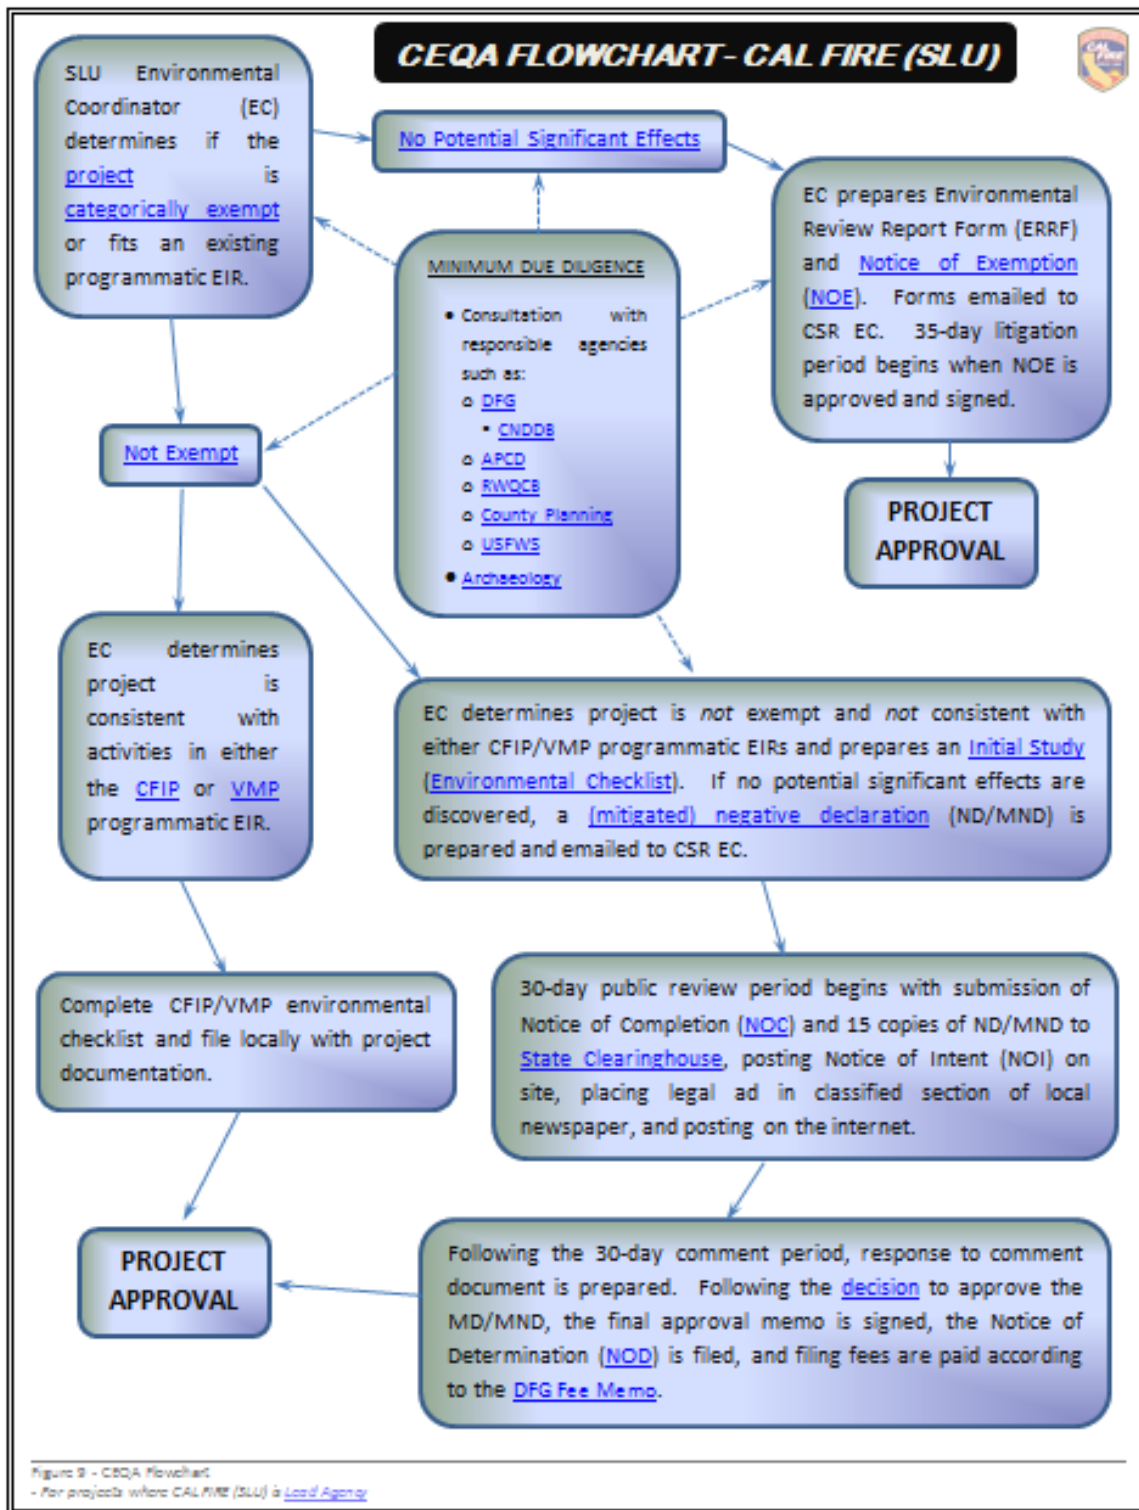 CEQA FLOWCHART - CAL FIRE (SLU)
CAL
FIRE
SLU Environmental
Coordinator (EC)
determines if the
project is
categorically exempt
or fits an existing
programmatic EIR.
No Potential Significant Effects
EC prepares Environmental
Review Report Form (ERRF)
and Notice of Exemption
(NOE). Forms emailed to
CSR EC. 35-day litigation
period begins when NOE is
approved and signed.
MINIMUM DUE DILIGENCE
• Consultation with
responsible agencies
such as:
o DFG
▪ CNDDB
o APCD
o RWQCB
o County Planning
o USFWS
• Archaeology
Not Exempt
PROJECT
APPROVAL
EC determines
project is
consistent with
activities in either
the CFIP or VMP
programmatic EIR.
EC determines project is not exempt and not consistent with
either CFIP/VMP programmatic EIRs and prepares an Initial Study
(Environmental Checklist). If no potential significant effects are
discovered, a (mitigated) negative declaration (ND/MND) is
prepared and emailed to CSR EC.
Complete CFIP/VMP environmental
checklist and file locally with project
documentation.
30-day public review period begins with submission of
Notice of Completion (NOC) and 15 copies of ND/MND to
State Clearinghouse, posting Notice of Intent (NOI) on
site, placing legal ad in classified section of local
newspaper, and posting on the internet.
PROJECT
APPROVAL
Following the 30-day comment period, response to comment
document is prepared. Following the decision to approve the
MD/MND, the final approval memo is signed, the Notice of
Determination (NOD) is filed, and filing fees are paid according
to the DFG Fee Memo.
Figure 9 - CEQA Flowchart
- For projects where CAL FIRE (SLU) is Lead Agency